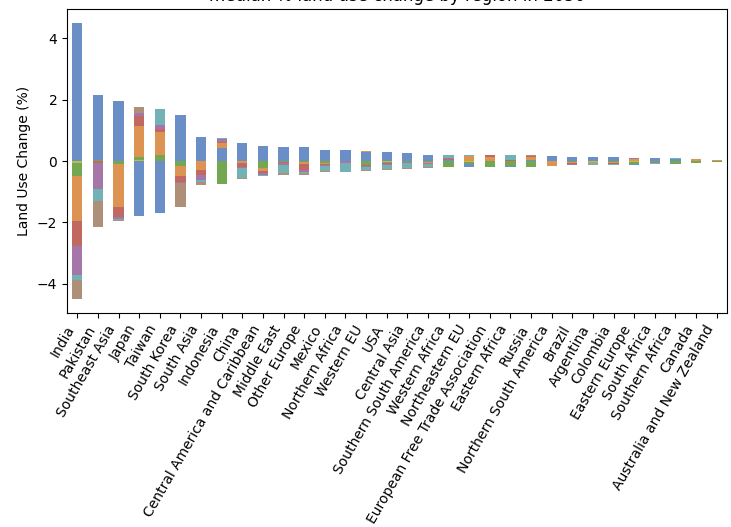 Median % land use change by region in
Land Use Change (%)
4
2
0
−2
−4
India
Pakistan
Southeast Asia
Japan
Taiwan
South Korea
South Asia
Indonesia
China
Central America and Caribbean
Middle East
Other Europe
Mexico
Northern Africa
Western EU
USA
Central Asia
Southern South America
Western Africa
Northeastern EU
European Free Trade Association
Eastern Africa
Russia
Northern South America
Brazil
Argentina
Colombia
Eastern Europe
South Africa
Southern Africa
Canada
Australia and New Zealand